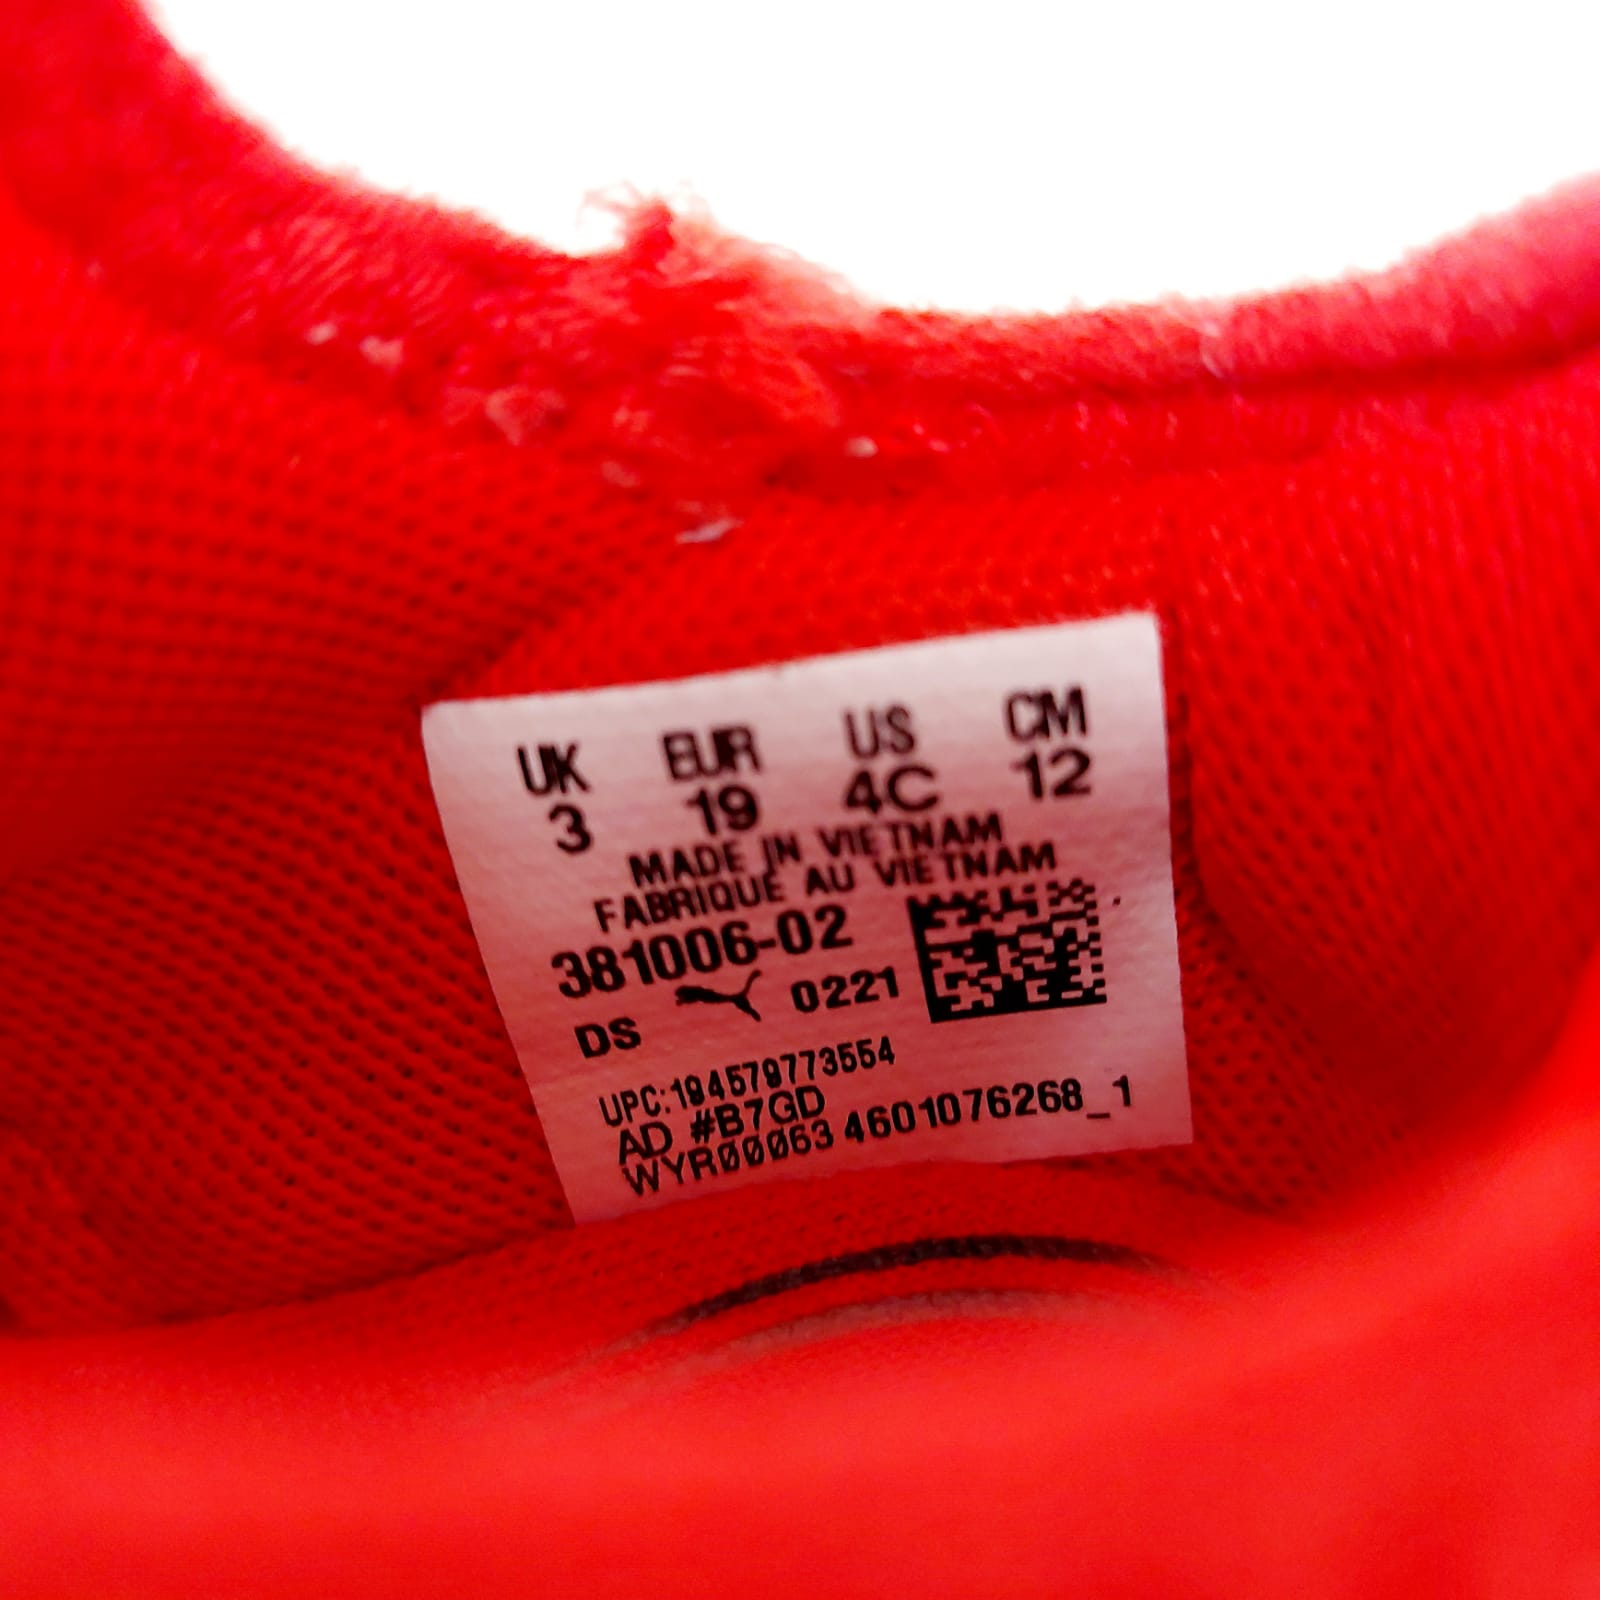 UK EUR US CM
3 19 4C 12
MADE IN VIETNAM
FABRIQUÉ AU VIETNAM
381006-02
DS 0221
UPC:194579773554
AD #B7GD
WYR00063 4601076268_1